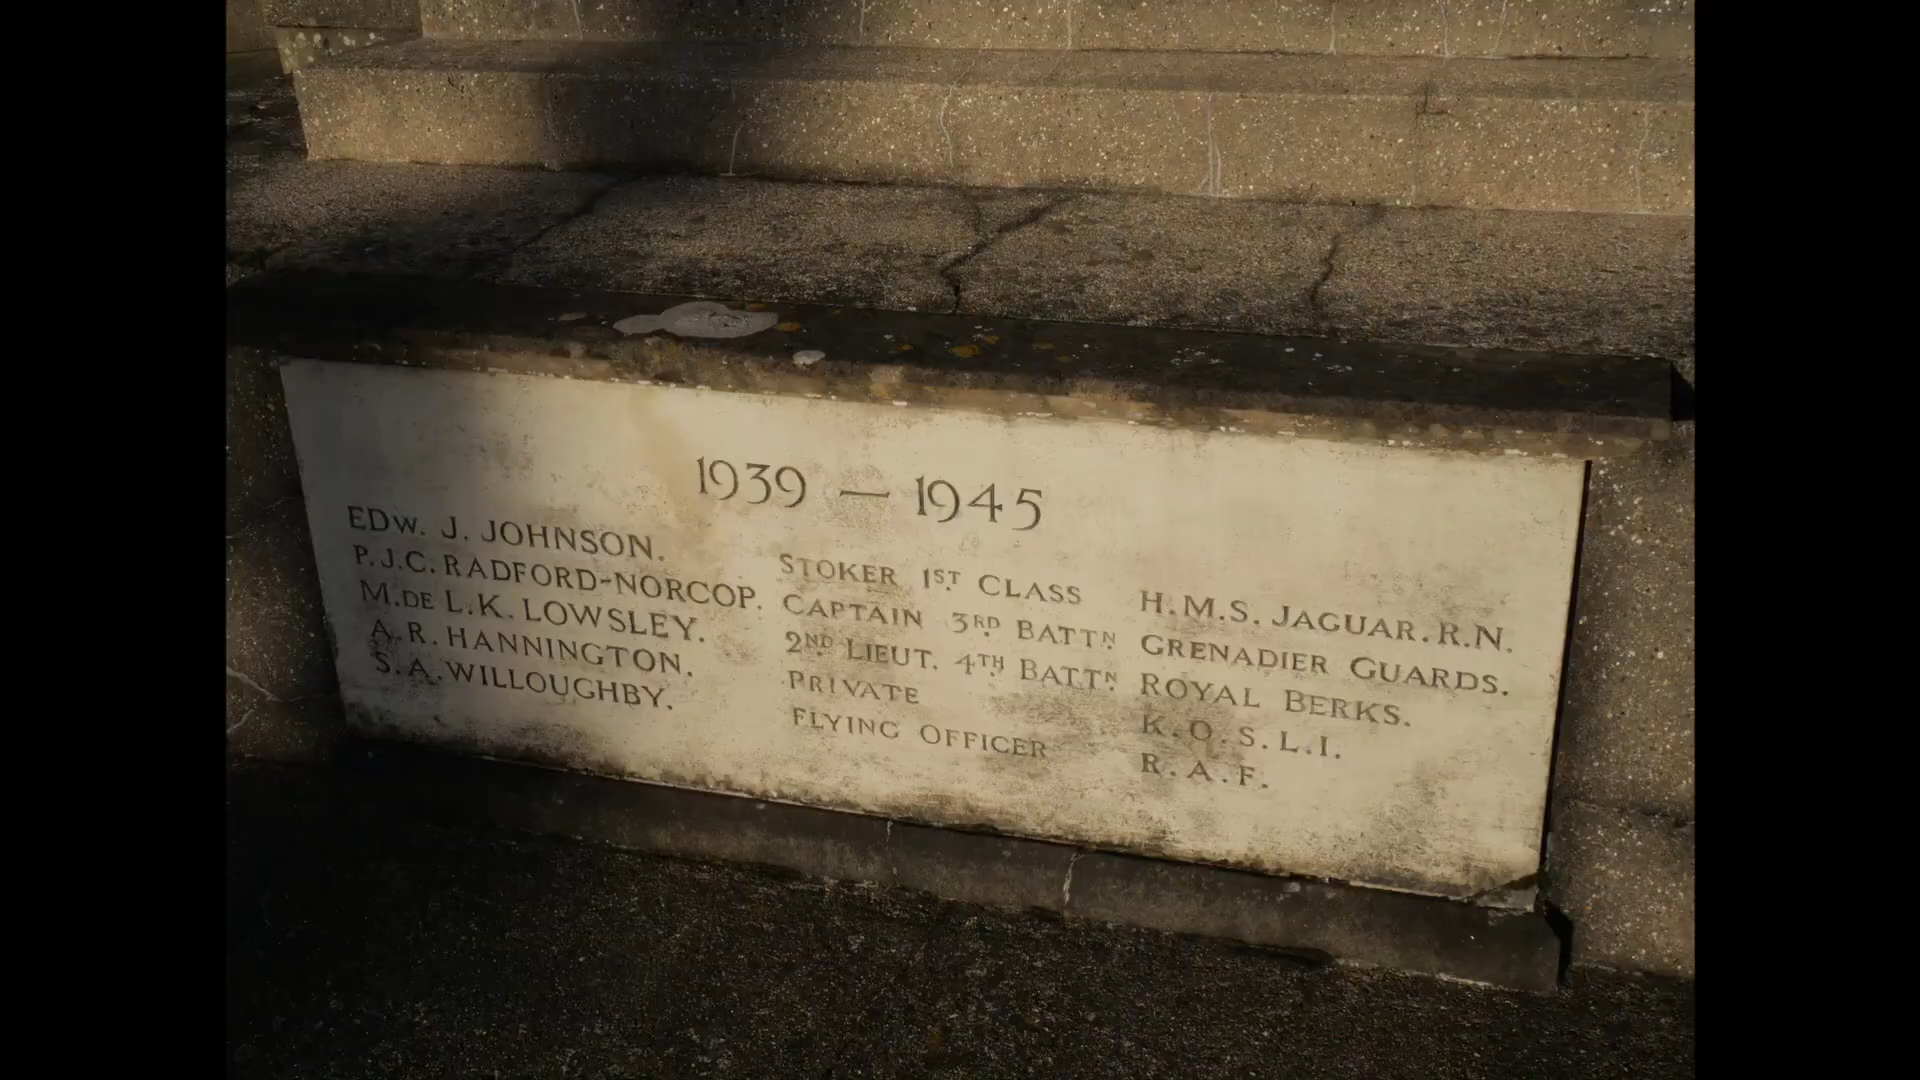 1939 — 1945
EDW. J. JOHNSON. STOKER 1ST CLASS H.M.S. JAGUAR. R.N.
P.J.C. RADFORD-NORCOP. CAPTAIN 3RD BATTN. GRENADIER GUARDS.
M. DE L.K. LOWSLEY. 2ND LIEUT. 4TH BATTN. ROYAL BERKS.
A.R. HANNINGTON. PRIVATE K.O.S.L.I.
S.A. WILLOUGHBY. FLYING OFFICER R.A.F.